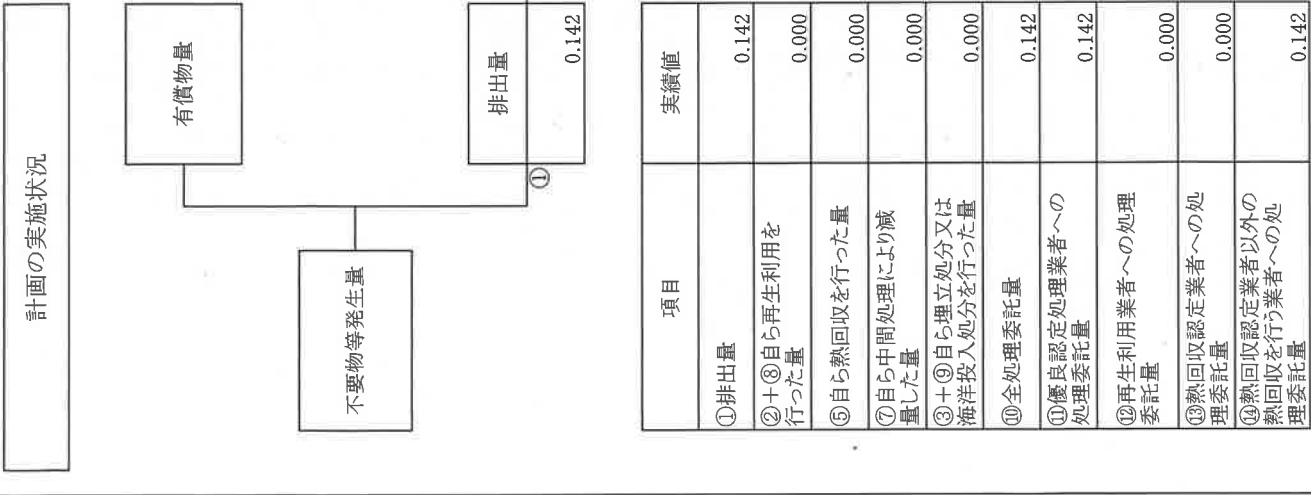 計画の実施状況
有償物量
不要物等発生量
排出量
①
0.142
項目
実績値
①排出量
0.142
②+⑧自ら再生利用を
行った量
0.000
⑤自ら熱回収を行った量
0.000
⑦自ら中間処理により減
量した量
0.000
③+⑨自ら埋立処分又は
海洋投入処分を行った量
0.000
⑩全処理委託量
0.142
⑪優良認定処理業者への
処理委託量
0.142
⑫再生利用業者への処理
委託量
0.000
⑬熱回収認定業者への処
理委託量
0.000
⑭熱回収認定業者以外の
熱回収を行う業者への処
理委託量
0.142